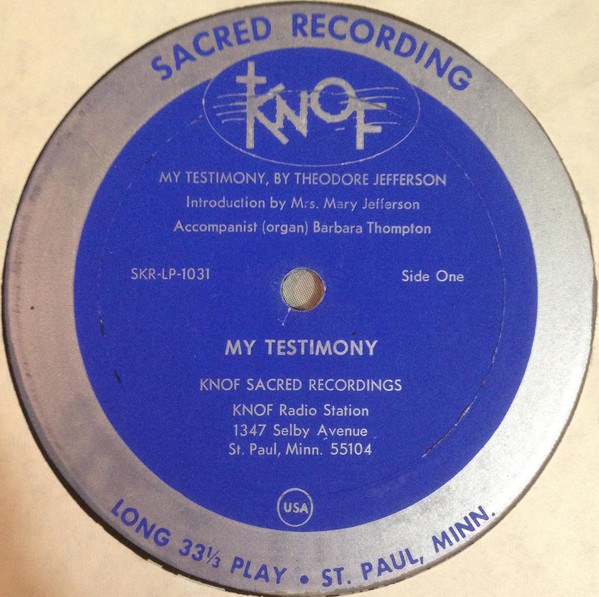 SACRED RECORDING
KNOF
MY TESTIMONY, BY THEODORE JEFFERSON
Introduction by Mrs. Mary Jefferson
Accompanist (organ) Barbara Thompton
SKR-LP-1031
Side One
MY TESTIMONY
KNOF SACRED RECORDINGS
KNOF Radio Station
1347 Selby Avenue
St. Paul, Minn. 55104
USA
LONG 33⅓ PLAY • ST. PAUL, MINN.